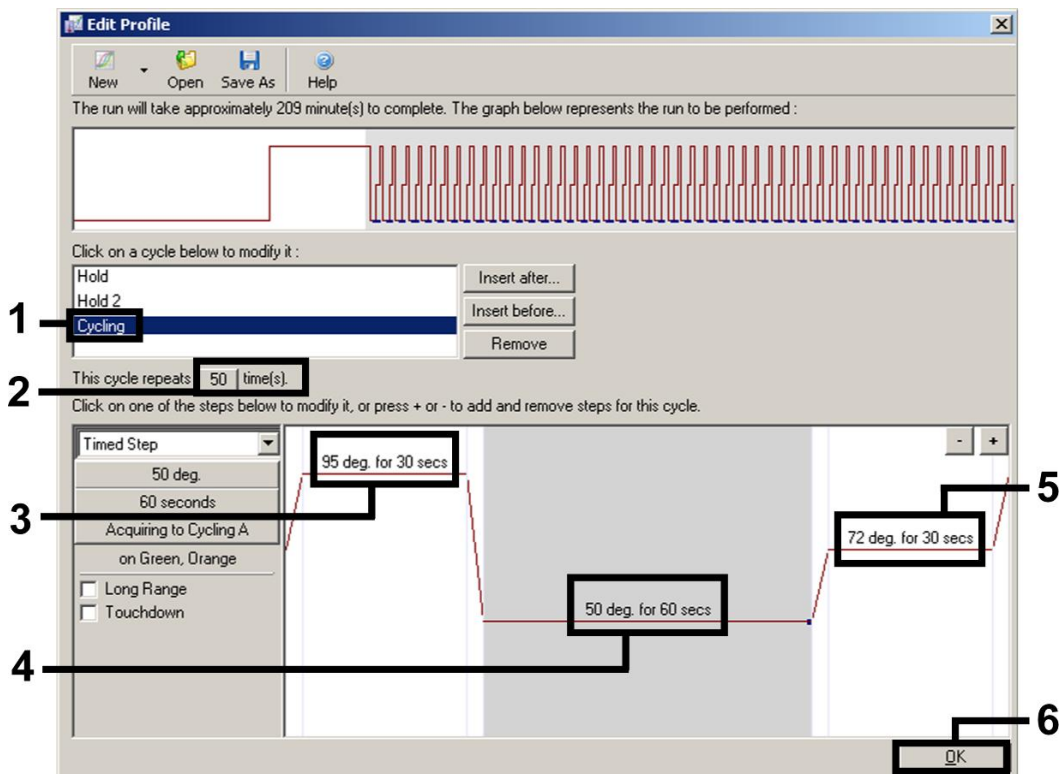 Edit Profile
New Open Save As Help
The run will take approximately 209 minute(s) to complete. The graph below represents the run to be performed :
Click on a cycle below to modify it :
Hold
Hold 2
Cycling
Insert after...
Insert before...
Remove
1
This cycle repeats 50 time(s).
2
Click on one of the steps below to modify it, or press + or - to add and remove steps for this cycle.
Timed Step
50 deg.
60 seconds
Acquiring to Cycling A
on Green, Orange
Long Range
Touchdown
95 deg. for 30 secs
3
50 deg. for 60 secs
4
- +
72 deg. for 30 secs
5
6
OK